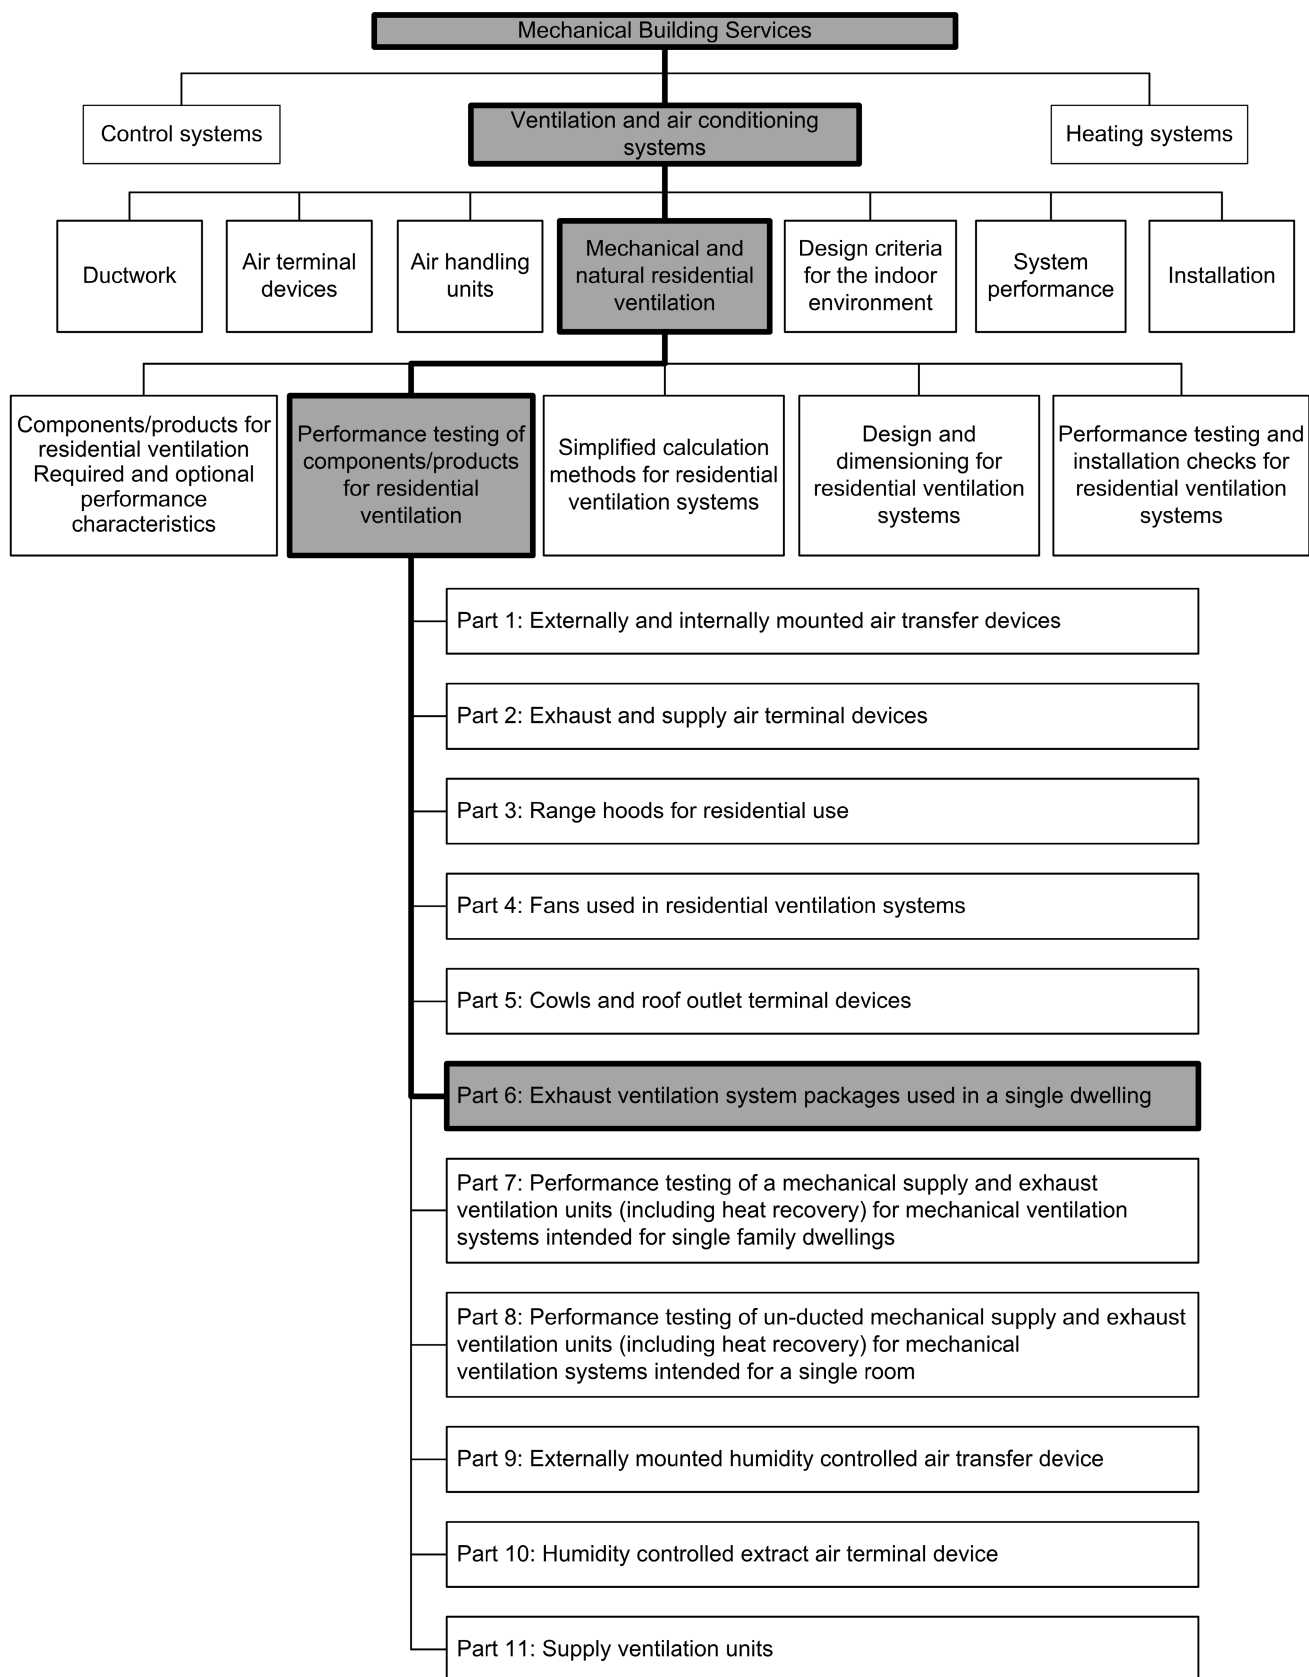 Mechanical Building Services
Control systems
Ventilation and air conditioning
systems
Heating systems
Ductwork
Air terminal
devices
Air handling
units
Mechanical and
natural residential
ventilation
Design criteria
for the indoor
environment
System
performance
Installation
Components/products for
residential ventilation
Required and optional
performance
characteristics
Performance testing of
components/products
for residential
ventilation
Simplified calculation
methods for residential
ventilation systems
Design and
dimensioning for
residential ventilation
systems
Performance testing and
installation checks for
residential ventilation
systems
Part 1: Externally and internally mounted air transfer devices
Part 2: Exhaust and supply air terminal devices
Part 3: Range hoods for residential use
Part 4: Fans used in residential ventilation systems
Part 5: Cowls and roof outlet terminal devices
Part 6: Exhaust ventilation system packages used in a single dwelling
Part 7: Performance testing of a mechanical supply and exhaust
ventilation units (including heat recovery) for mechanical ventilation
systems intended for single family dwellings
Part 8: Performance testing of un-ducted mechanical supply and exhaust
ventilation units (including heat recovery) for mechanical
ventilation systems intended for a single room
Part 9: Externally mounted humidity controlled air transfer device
Part 10: Humidity controlled extract air terminal device
Part 11: Supply ventilation units